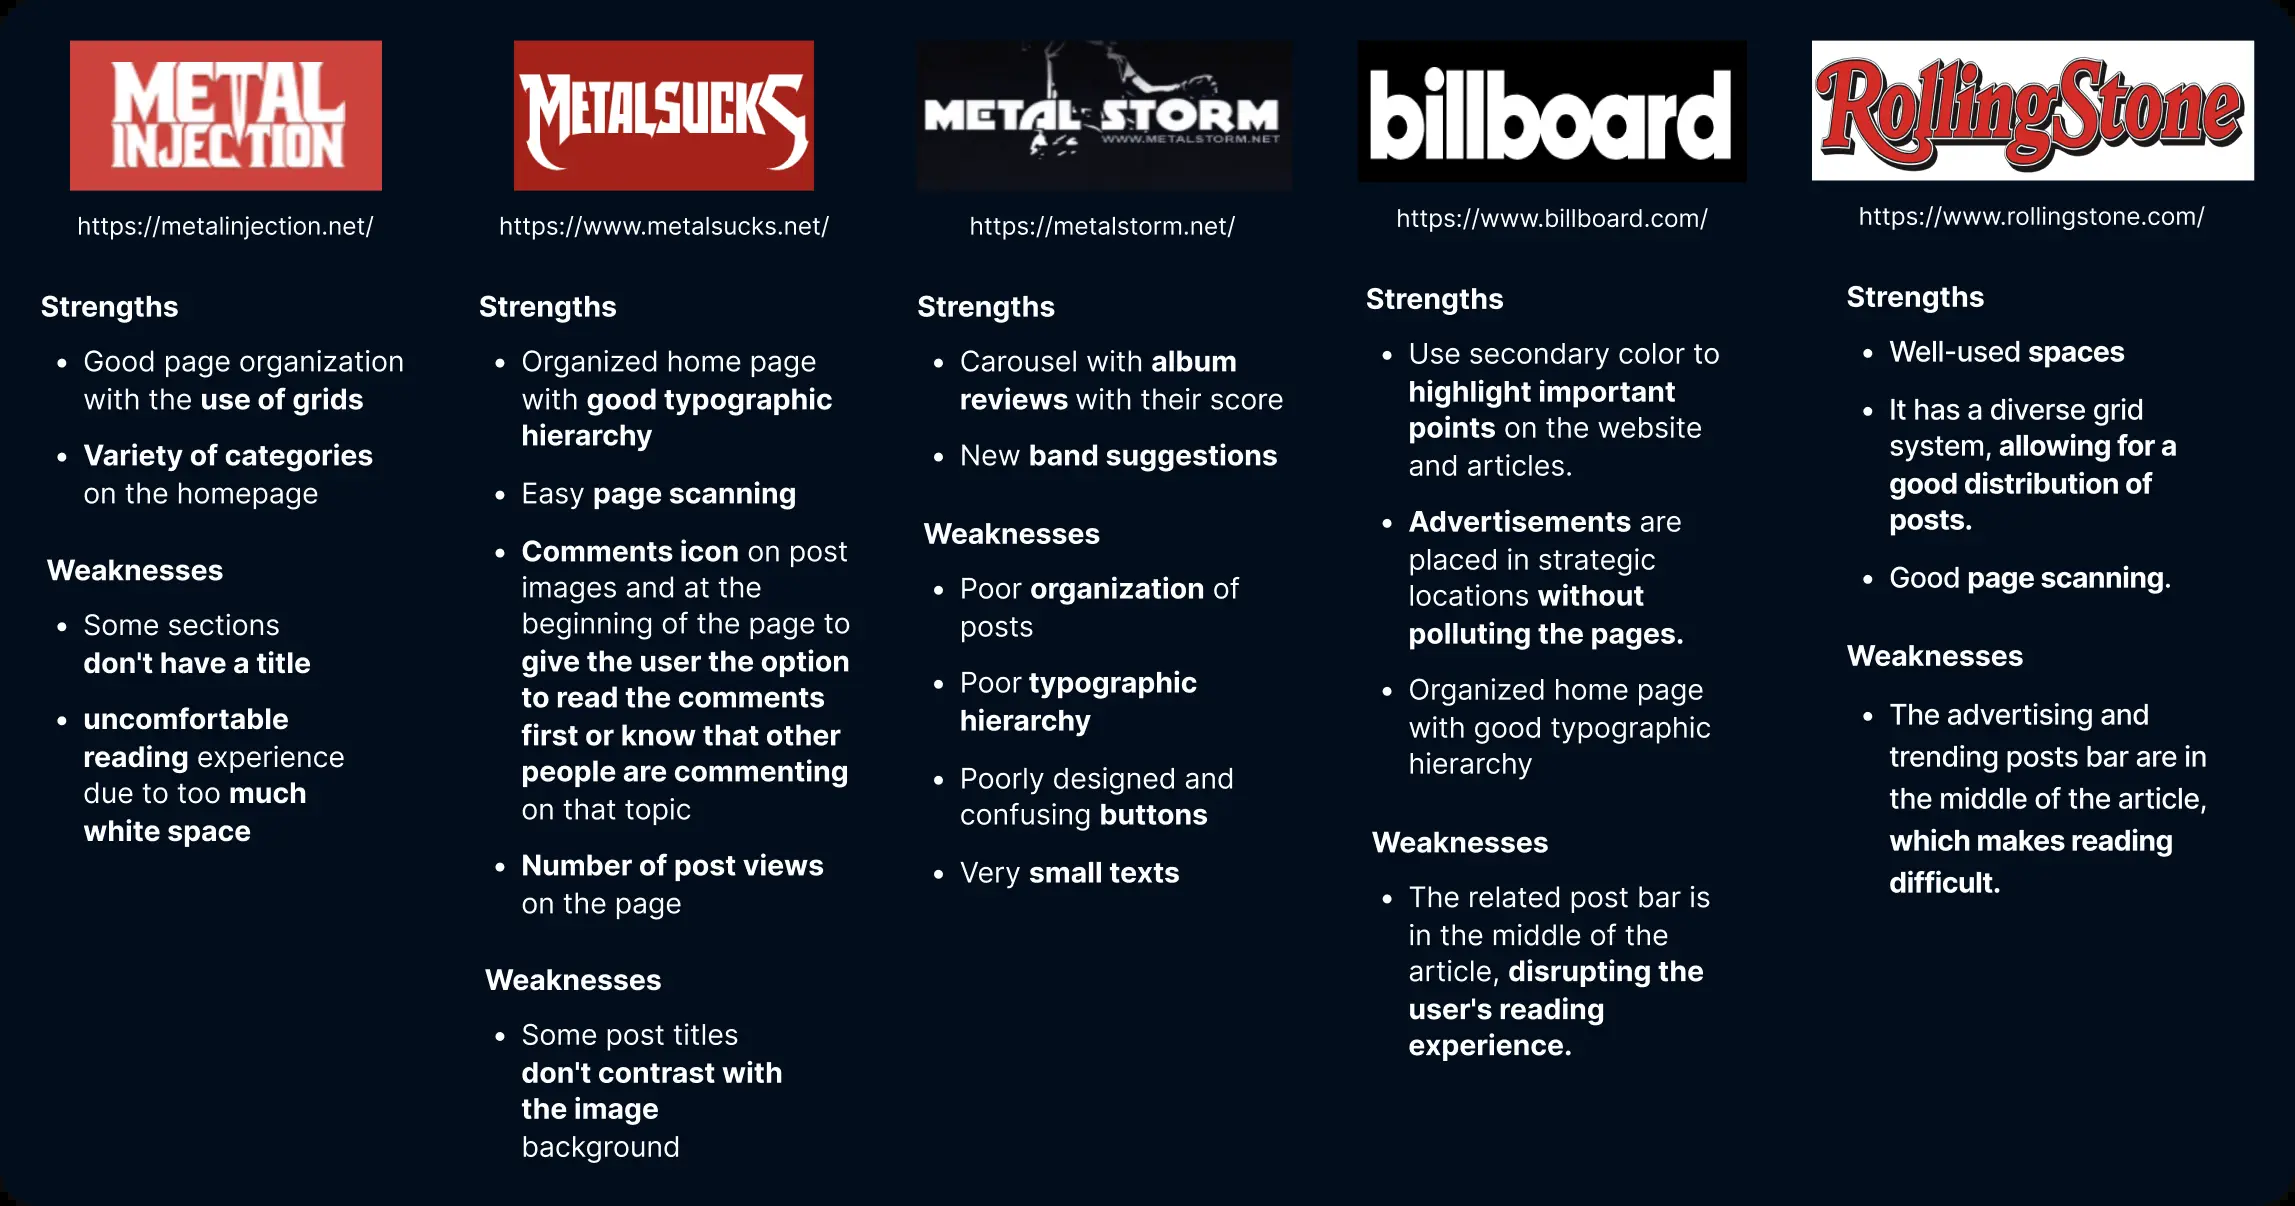 METAL
INJECTION
https://metalinjection.net/
Strengths
• Good page organization
with the use of grids
• Variety of categories
on the homepage
Weaknesses
• Some sections
don't have a title
• uncomfortable
reading experience
due to too much
white space
METALSUCKS
https://www.metalsucks.net/
Strengths
• Organized home page
with good typographic
hierarchy
• Easy page scanning
• Comments icon on post
images and at the
beginning of the page to
give the user the option
to read the comments
first or know that other
people are commenting
on that topic
• Number of post views
on the page
Weaknesses
• Some post titles
don't contrast with
the image
background
METAL STORM
WWW.METALSTORM.NET
https://metalstorm.net/
Strengths
• Carousel with album
reviews with their score
• New band suggestions
Weaknesses
• Poor organization of
posts
• Poor typographic
hierarchy
• Poorly designed and
confusing buttons
• Very small texts
billboard
https://www.billboard.com/
Strengths
• Use secondary color to
highlight important
points on the website
and articles.
• Advertisements are
placed in strategic
locations without
polluting the pages.
• Organized home page
with good typographic
hierarchy
Weaknesses
• The related post bar is
in the middle of the
article, disrupting the
user's reading
experience.
RollingStone
https://www.rollingstone.com/
Strengths
• Well-used spaces
• It has a diverse grid
system, allowing for a
good distribution of
posts.
• Good page scanning.
Weaknesses
• The advertising and
trending posts bar are in
the middle of the article,
which makes reading
difficult.